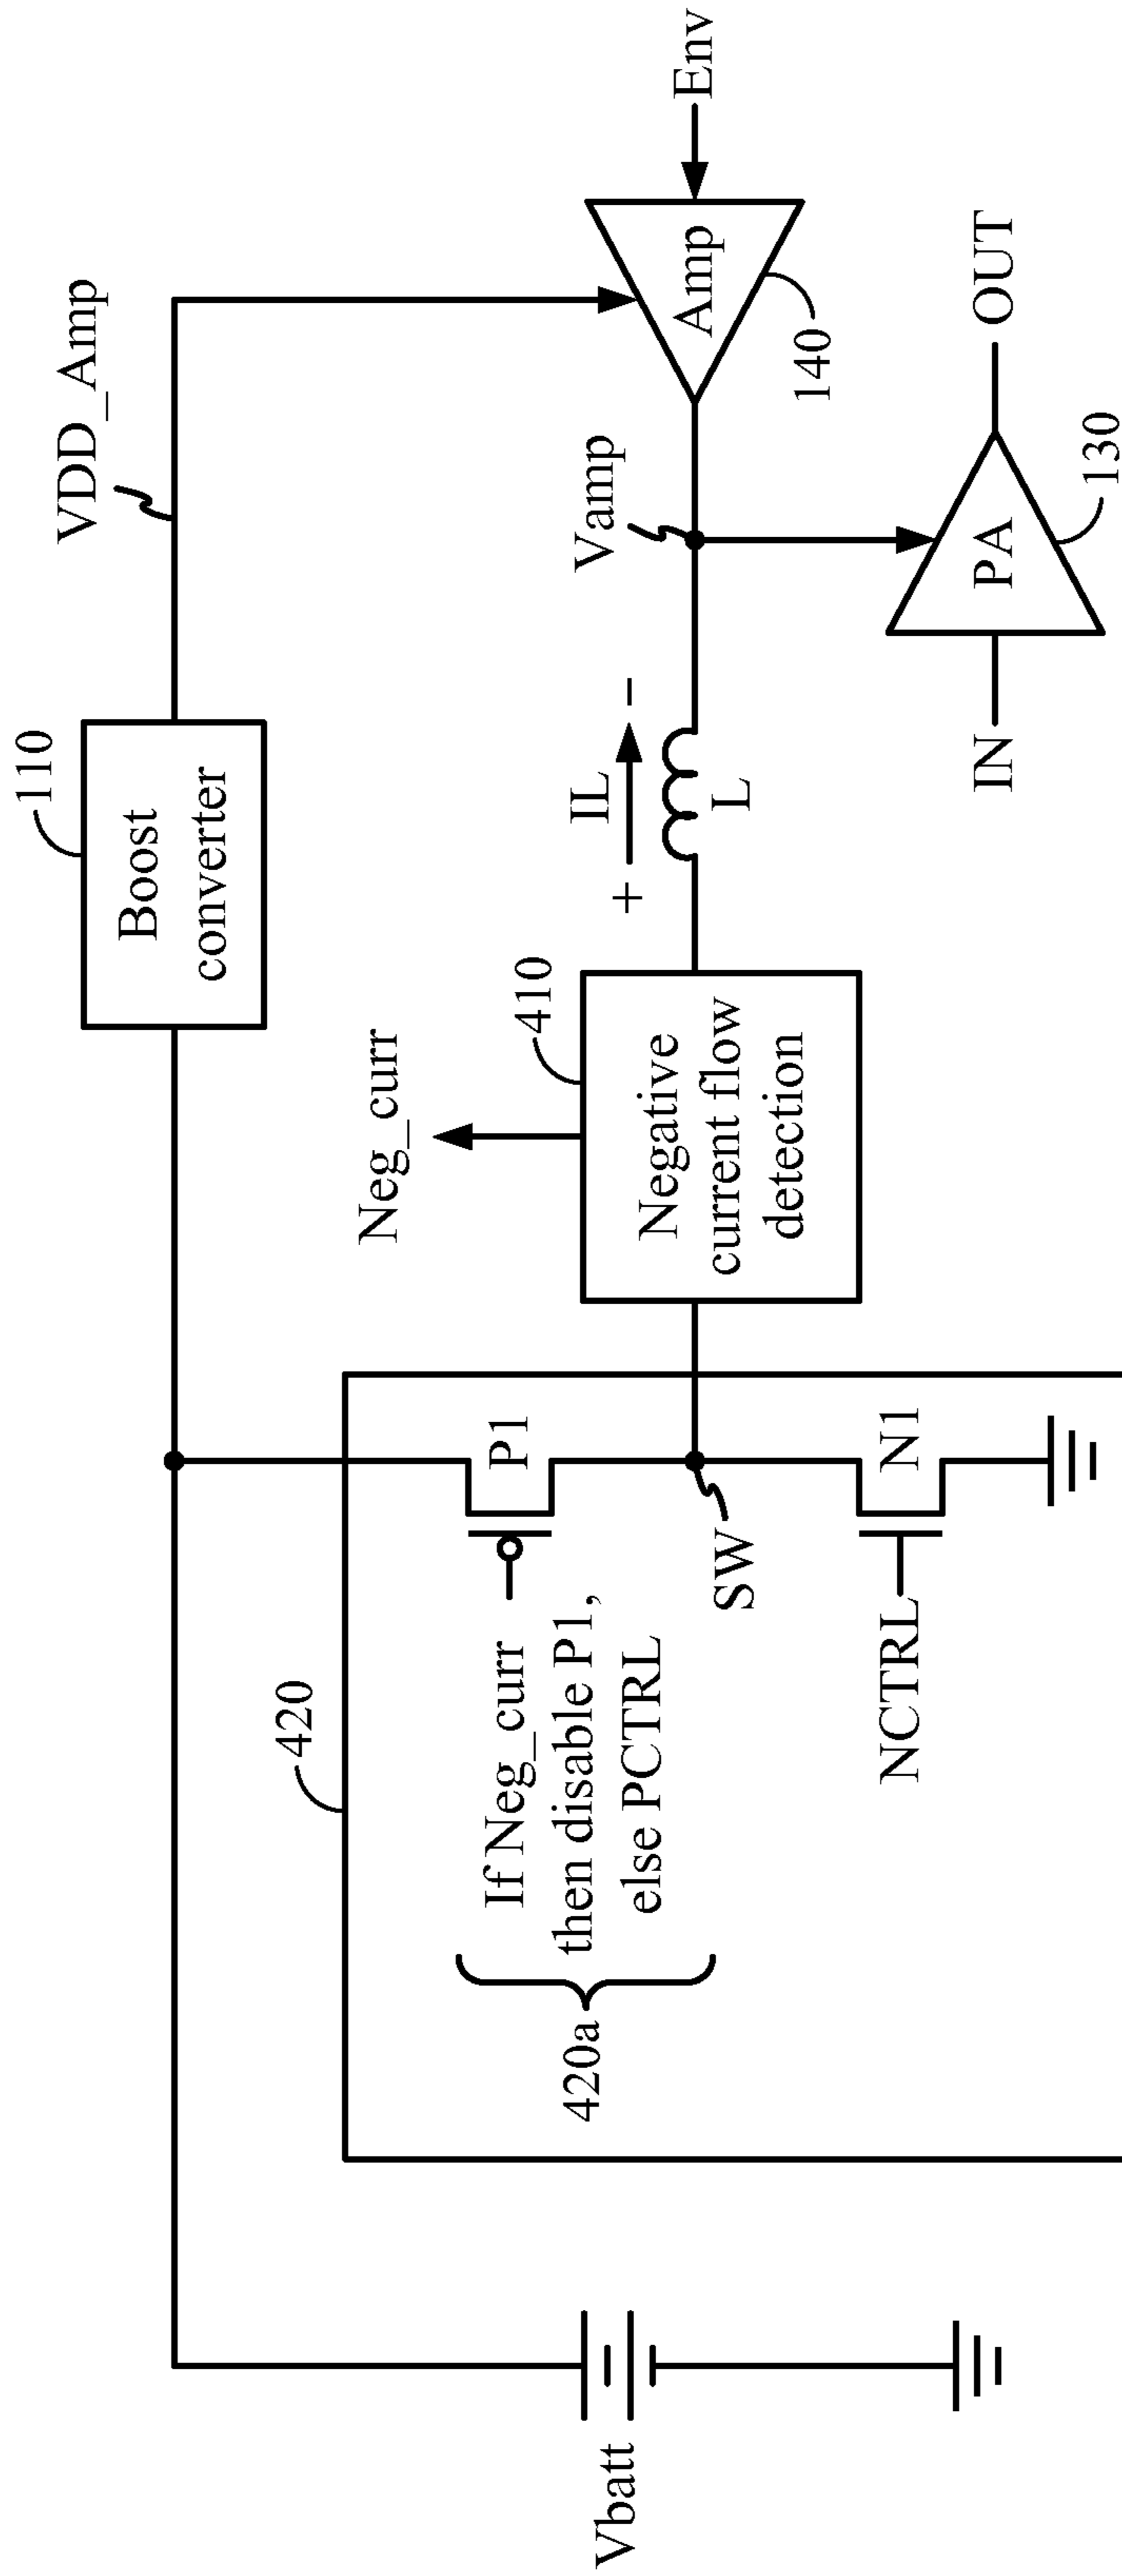 VDD_Amp
110
Boost
converter
Env
Amp
140
Vamp
OUT
PA
130
IN
+
IL
-
L
Neg_curr
410
Negative
current flow
detection
420
P1
If Neg_curr
then disable P1,
else PCTRL
420a
SW
N1
NCTRL
Vbatt